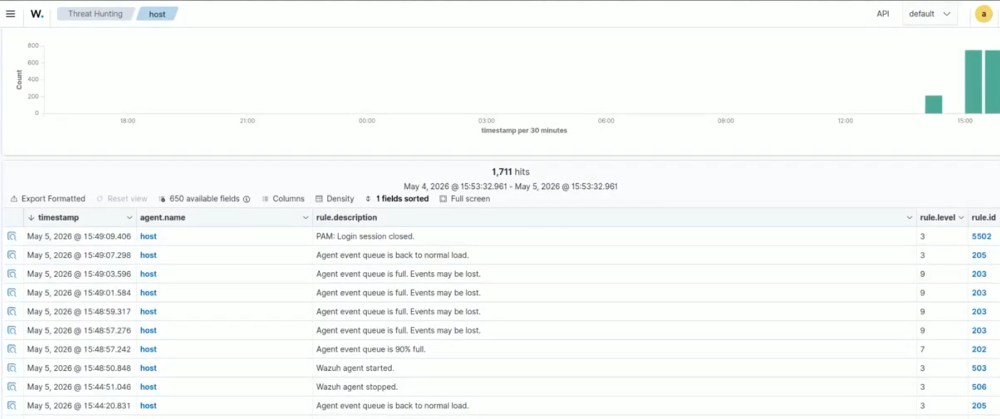 W. Threat Hunting host API default a
800
600
400
200
0
Count
18:00 21:00 00:00 03:00 06:00 09:00 12:00 15:00
timestamp per 30 minutes
1,711 hits
May 4, 2026 @ 15:53:32.961 - May 5, 2026 @ 15:53:32.961
Export Formatted Reset view 650 available fields Columns Density 1 fields sorted Full screen
timestamp agent.name rule.description rule.level rule.id
May 5, 2026 @ 15:49:09.406 host PAM: Login session closed. 3 5502
May 5, 2026 @ 15:49:07.298 host Agent event queue is back to normal load. 3 205
May 5, 2026 @ 15:49:03.596 host Agent event queue is full. Events may be lost. 9 203
May 5, 2026 @ 15:49:01.584 host Agent event queue is full. Events may be lost. 9 203
May 5, 2026 @ 15:48:59.317 host Agent event queue is full. Events may be lost. 9 203
May 5, 2026 @ 15:48:57.276 host Agent event queue is full. Events may be lost. 9 203
May 5, 2026 @ 15:48:57.242 host Agent event queue is 90% full. 7 202
May 5, 2026 @ 15:48:50.848 host Wazuh agent started. 3 503
May 5, 2026 @ 15:44:51.046 host Wazuh agent stopped. 3 506
May 5, 2026 @ 15:44:20.831 host Agent event queue is back to normal load. 3 205